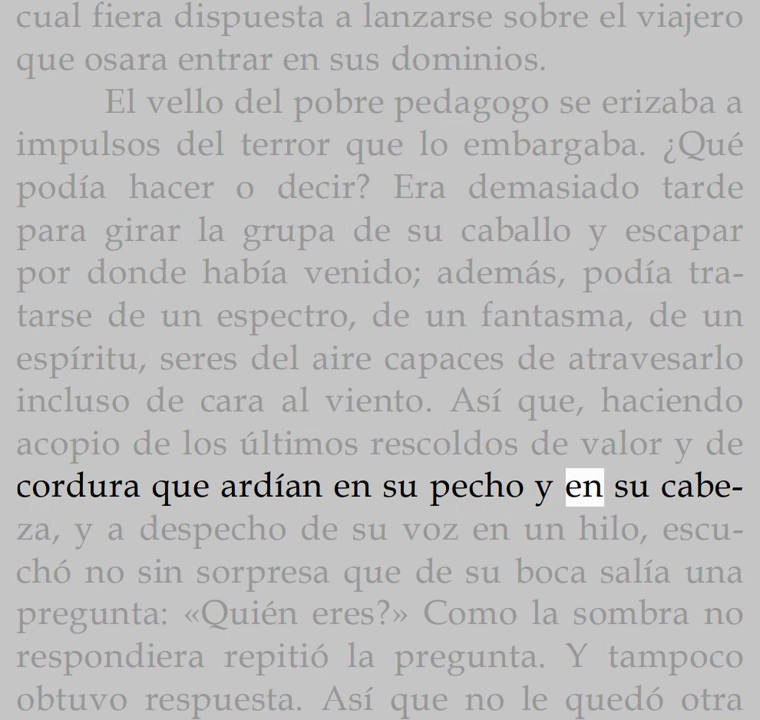 cual fiera dispuesta a lanzarse sobre el viajero
que osara entrar en sus dominios.
El vello del pobre pedagogo se erizaba a
impulsos del terror que lo embargaba. ¿Qué
podía hacer o decir? Era demasiado tarde
para girar la grupa de su caballo y escapar
por donde había venido; además, podía tra-
tarse de un espectro, de un fantasma, de un
espíritu, seres del aire capaces de atravesarlo
incluso de cara al viento. Así que, haciendo
acopio de los últimos rescoldos de valor y de
cordura que ardían en su pecho y en su cabe-
za, y a despecho de su voz en un hilo, escu-
chó no sin sorpresa que de su boca salía una
pregunta: «Quién eres?» Como la sombra no
respondiera repitió la pregunta. Y tampoco
obtuvo respuesta. Así que no le quedó otra